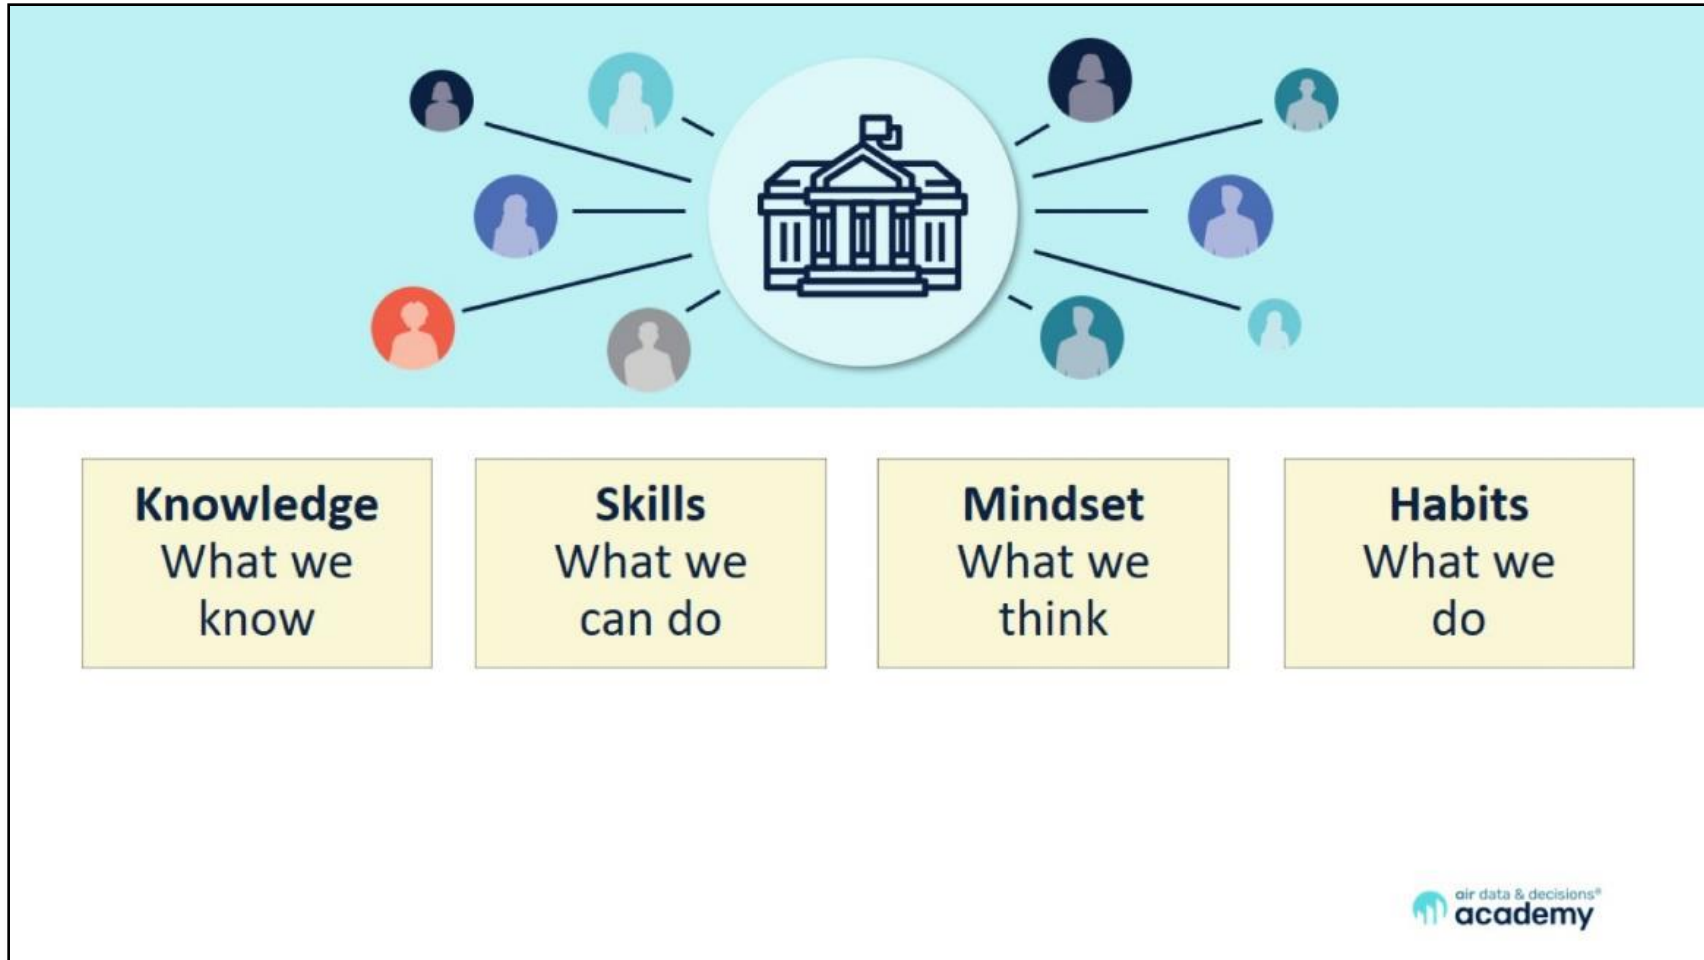 Knowledge
What we
know
Skills
What we
can do
Mindset
What we
think
Habits
What we
do
air data & decisions®
academy